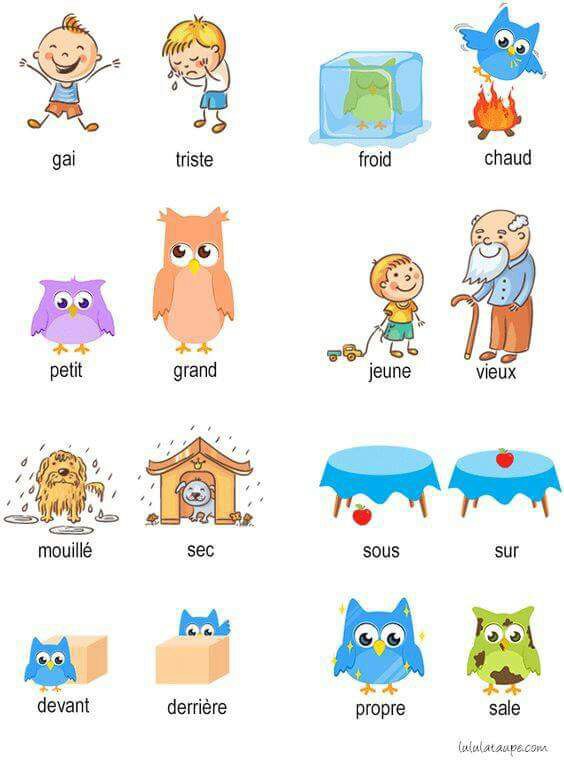 gai triste froid chaud
petit grand jeune vieux
mouillé sec sous sur
devant derrière propre sale
lululataupe.com